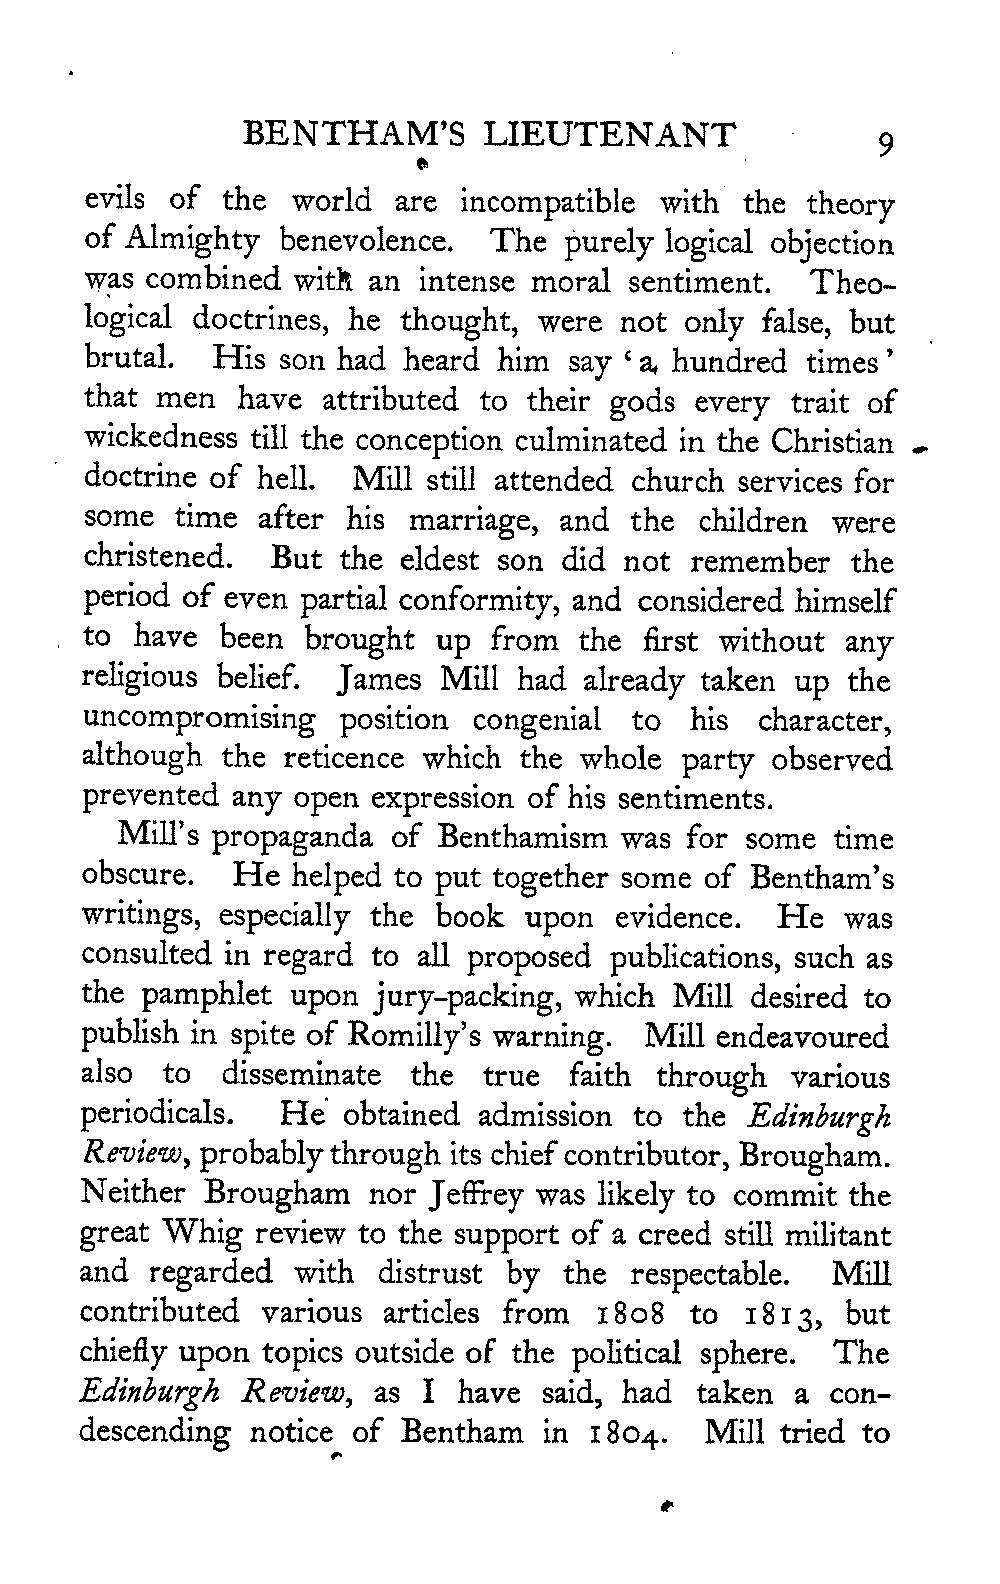 BENTHAM'S LIEUTENANT 9
evils of the world are incompatible with the theory
of Almighty benevolence. The purely logical objection
was combined with an intense moral sentiment. Theo-
logical doctrines, he thought, were not only false, but
brutal. His son had heard him say ‘a hundred times’
that men have attributed to their gods every trait of
wickedness till the conception culminated in the Christian
doctrine of hell. Mill still attended church services for
some time after his marriage, and the children were
christened. But the eldest son did not remember the
period of even partial conformity, and considered himself
to have been brought up from the first without any
religious belief. James Mill had already taken up the
uncompromising position congenial to his character,
although the reticence which the whole party observed
prevented any open expression of his sentiments.
Mill's propaganda of Benthamism was for some time
obscure. He helped to put together some of Bentham's
writings, especially the book upon evidence. He was
consulted in regard to all proposed publications, such as
the pamphlet upon jury-packing, which Mill desired to
publish in spite of Romilly's warning. Mill endeavoured
also to disseminate the true faith through various
periodicals. He obtained admission to the Edinburgh
Review, probably through its chief contributor, Brougham.
Neither Brougham nor Jeffrey was likely to commit the
great Whig review to the support of a creed still militant
and regarded with distrust by the respectable. Mill
contributed various articles from 1808 to 1813, but
chiefly upon topics outside of the political sphere. The
Edinburgh Review, as I have said, had taken a con-
descending notice of Bentham in 1804. Mill tried to